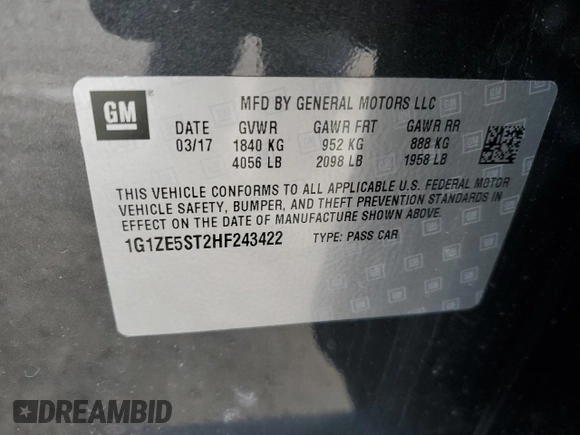 GM
MFD BY GENERAL MOTORS LLC
DATE GVWR GAWR FRT GAWR RR
03/17 1840 KG 952 KG 888 KG
4056 LB 2098 LB 1958 LB
THIS VEHICLE CONFORMS TO ALL APPLICABLE U.S. FEDERAL MOTOR
VEHICLE SAFETY, BUMPER, AND THEFT PREVENTION STANDARDS IN
EFFECT ON THE DATE OF MANUFACTURE SHOWN ABOVE.
1G1ZE5ST2HF243422 TYPE: PASS CAR
DREAMBID